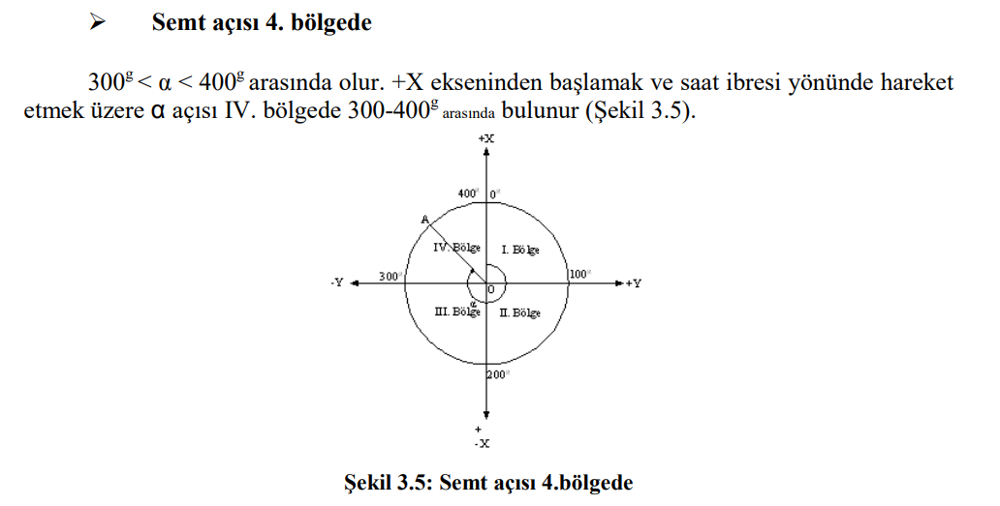 ➢ Semt açısı 4. bölgede
300g < α < 400g arasında olur. +X ekseninden başlamak ve saat ibresi yönünde hareket
etmek üzere α açısı IV. bölgede 300-400g arasında bulunur (Şekil 3.5).
+X
400g 0g
A
IV. Bölge I. Bölge
-Y 300g 100g +Y
O
α
III. Bölge II. Bölge
200g
+
-X
Şekil 3.5: Semt açısı 4.bölgede